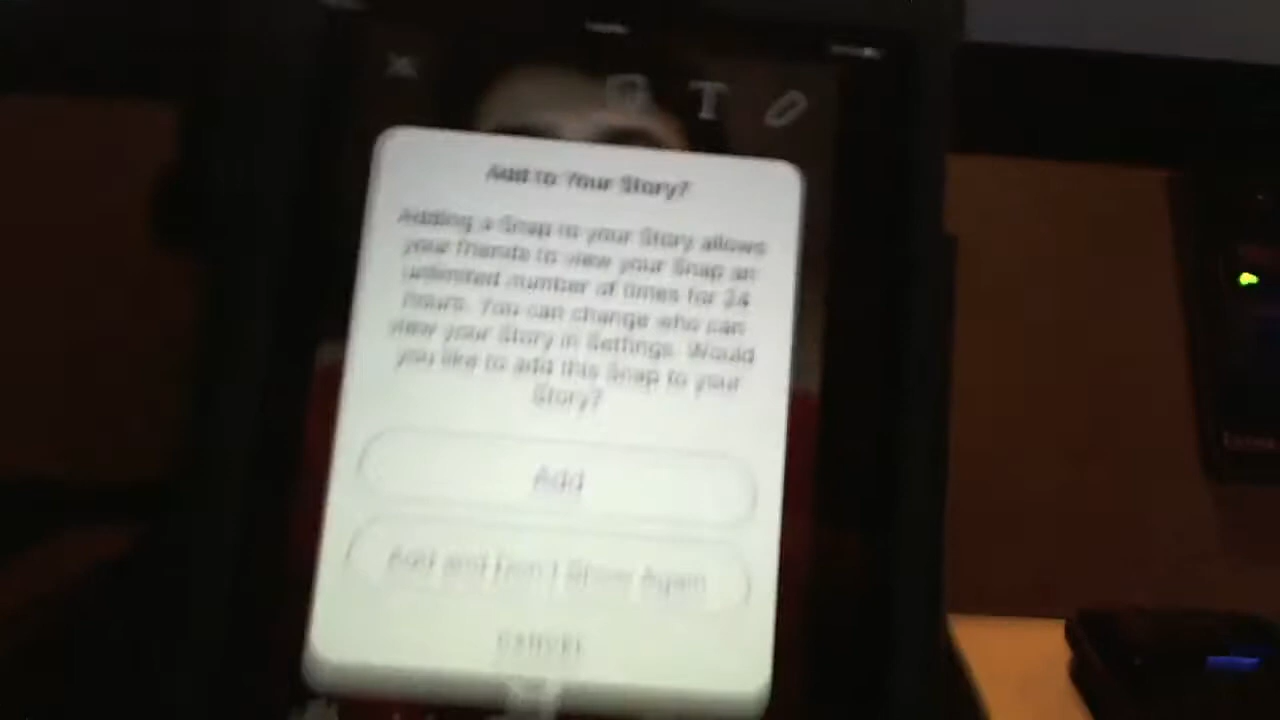 T
Add to Your Story?
Adding a Snap to your Story allows
your friends to view your Snap an
unlimited number of times for 24
hours. You can change who can
view your Story in Settings. Would
you like to add this Snap to your
Story?
Add
Add and Don't Show Again
CANCEL